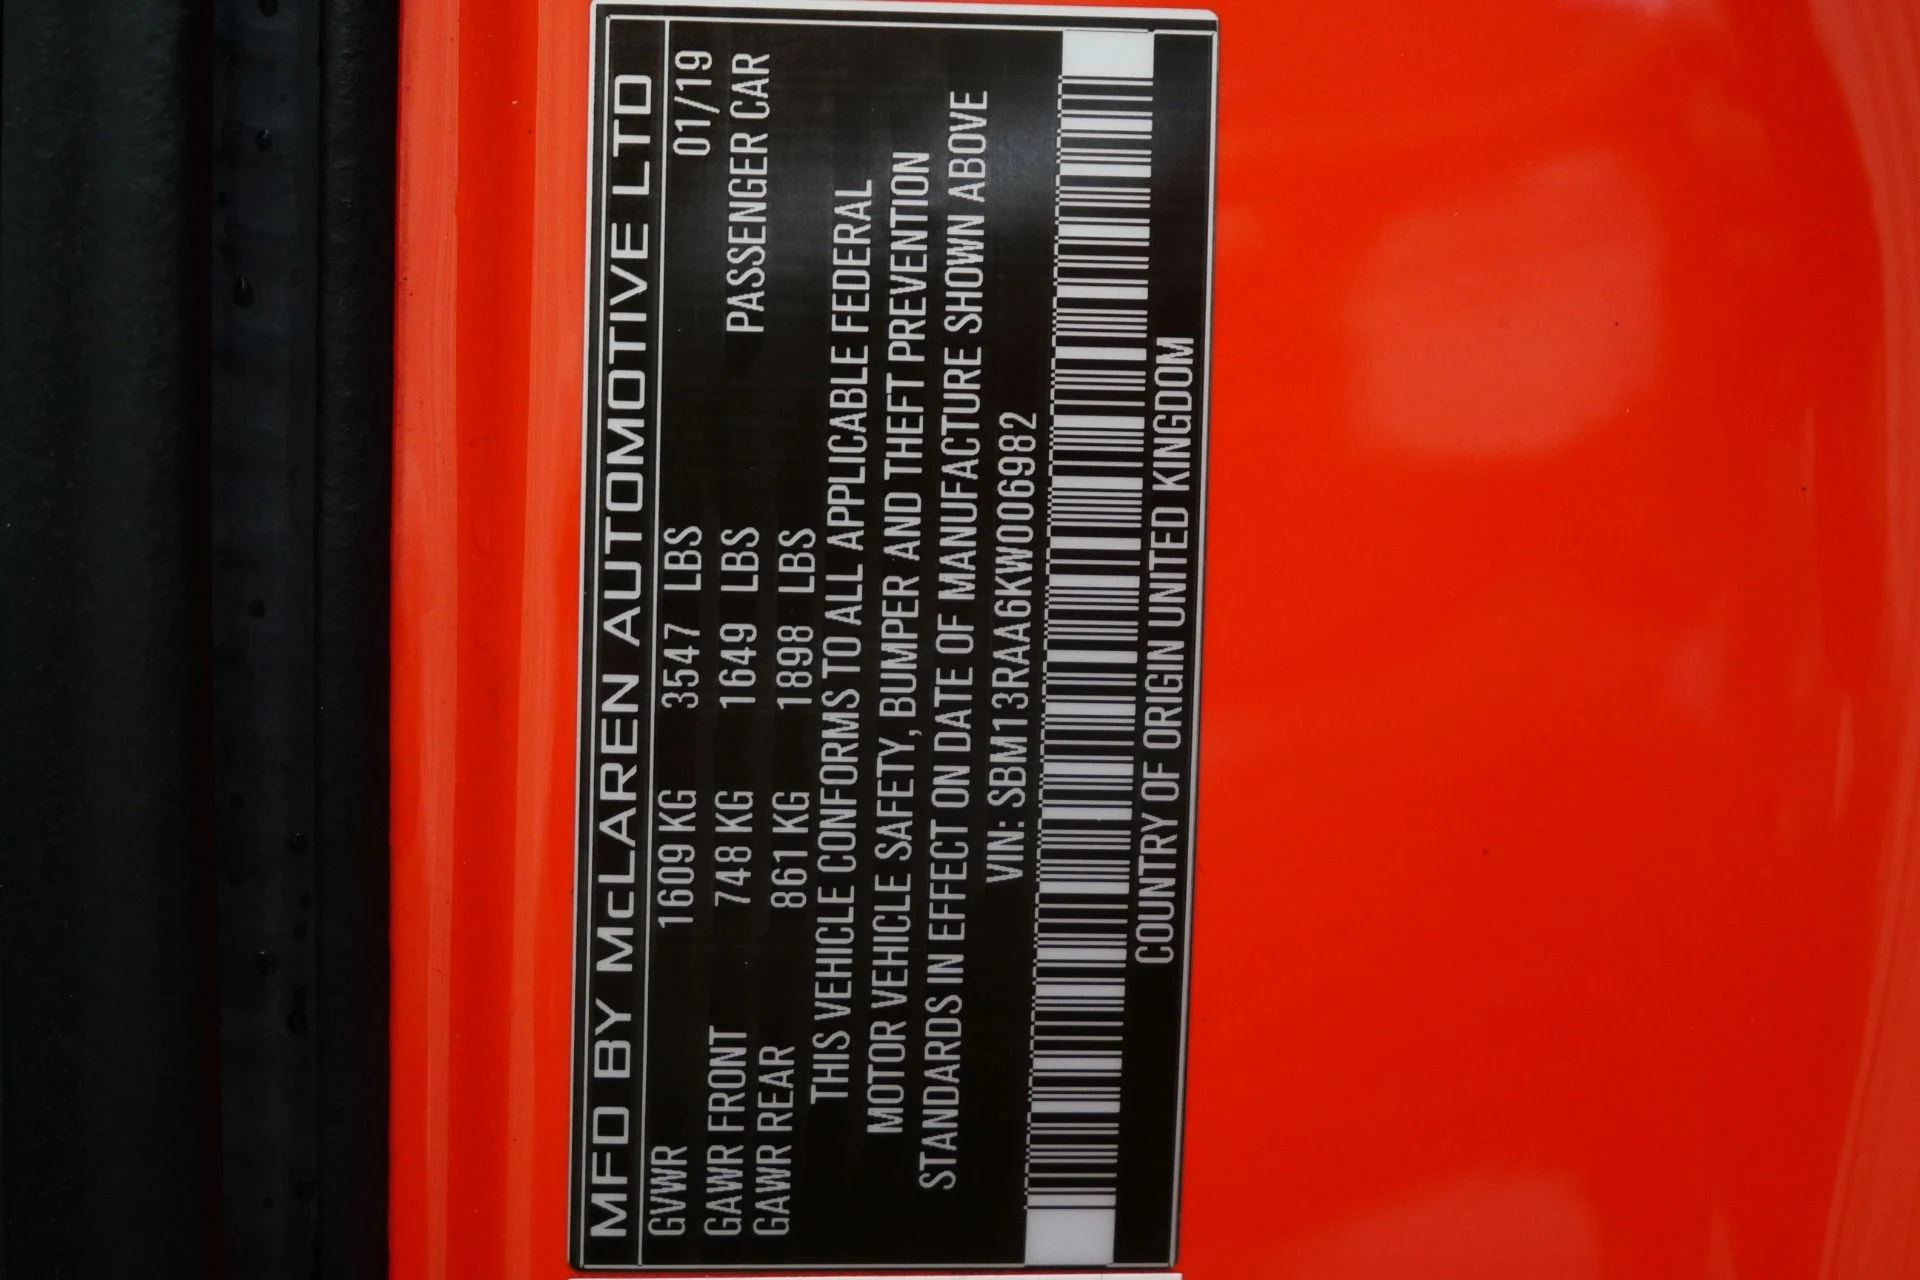 MFD BY McLAREN AUTOMOTIVE LTD
GVWR 1609 KG 3547 LBS 01/19
GAWR FRONT 748 KG 1649 LBS PASSENGER CAR
GAWR REAR 861 KG 1898 LBS
THIS VEHICLE CONFORMS TO ALL APPLICABLE FEDERAL
MOTOR VEHICLE SAFETY, BUMPER AND THEFT PREVENTION
STANDARDS IN EFFECT ON DATE OF MANUFACTURE SHOWN ABOVE
VIN: SBM13RAA6KW006982
COUNTRY OF ORIGIN UNITED KINGDOM